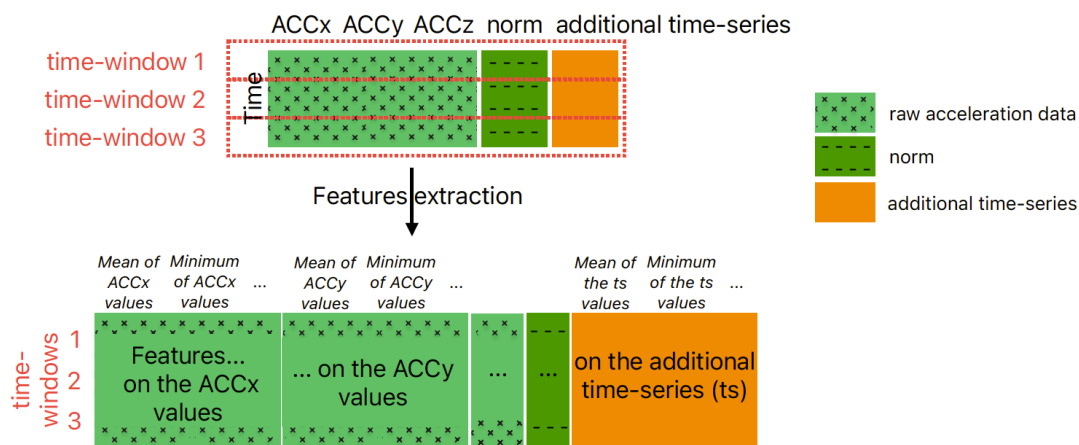 ACCx ACCy ACCz norm additional time-series
time-window 1
time-window 2
time-window 3
Time
raw acceleration data
norm
additional time-series
Features extraction
Mean of
ACCx
values
Minimum
of ACCx
values
...
Mean of
ACCy
values
Minimum
of ACCy
values
...
Mean of
the ts
values
Minimum
of the ts
values
...
time-
windows
1
2
3
Features...
on the ACCx
values
... on the ACCy
values
...
...
on the additional
time-series (ts)